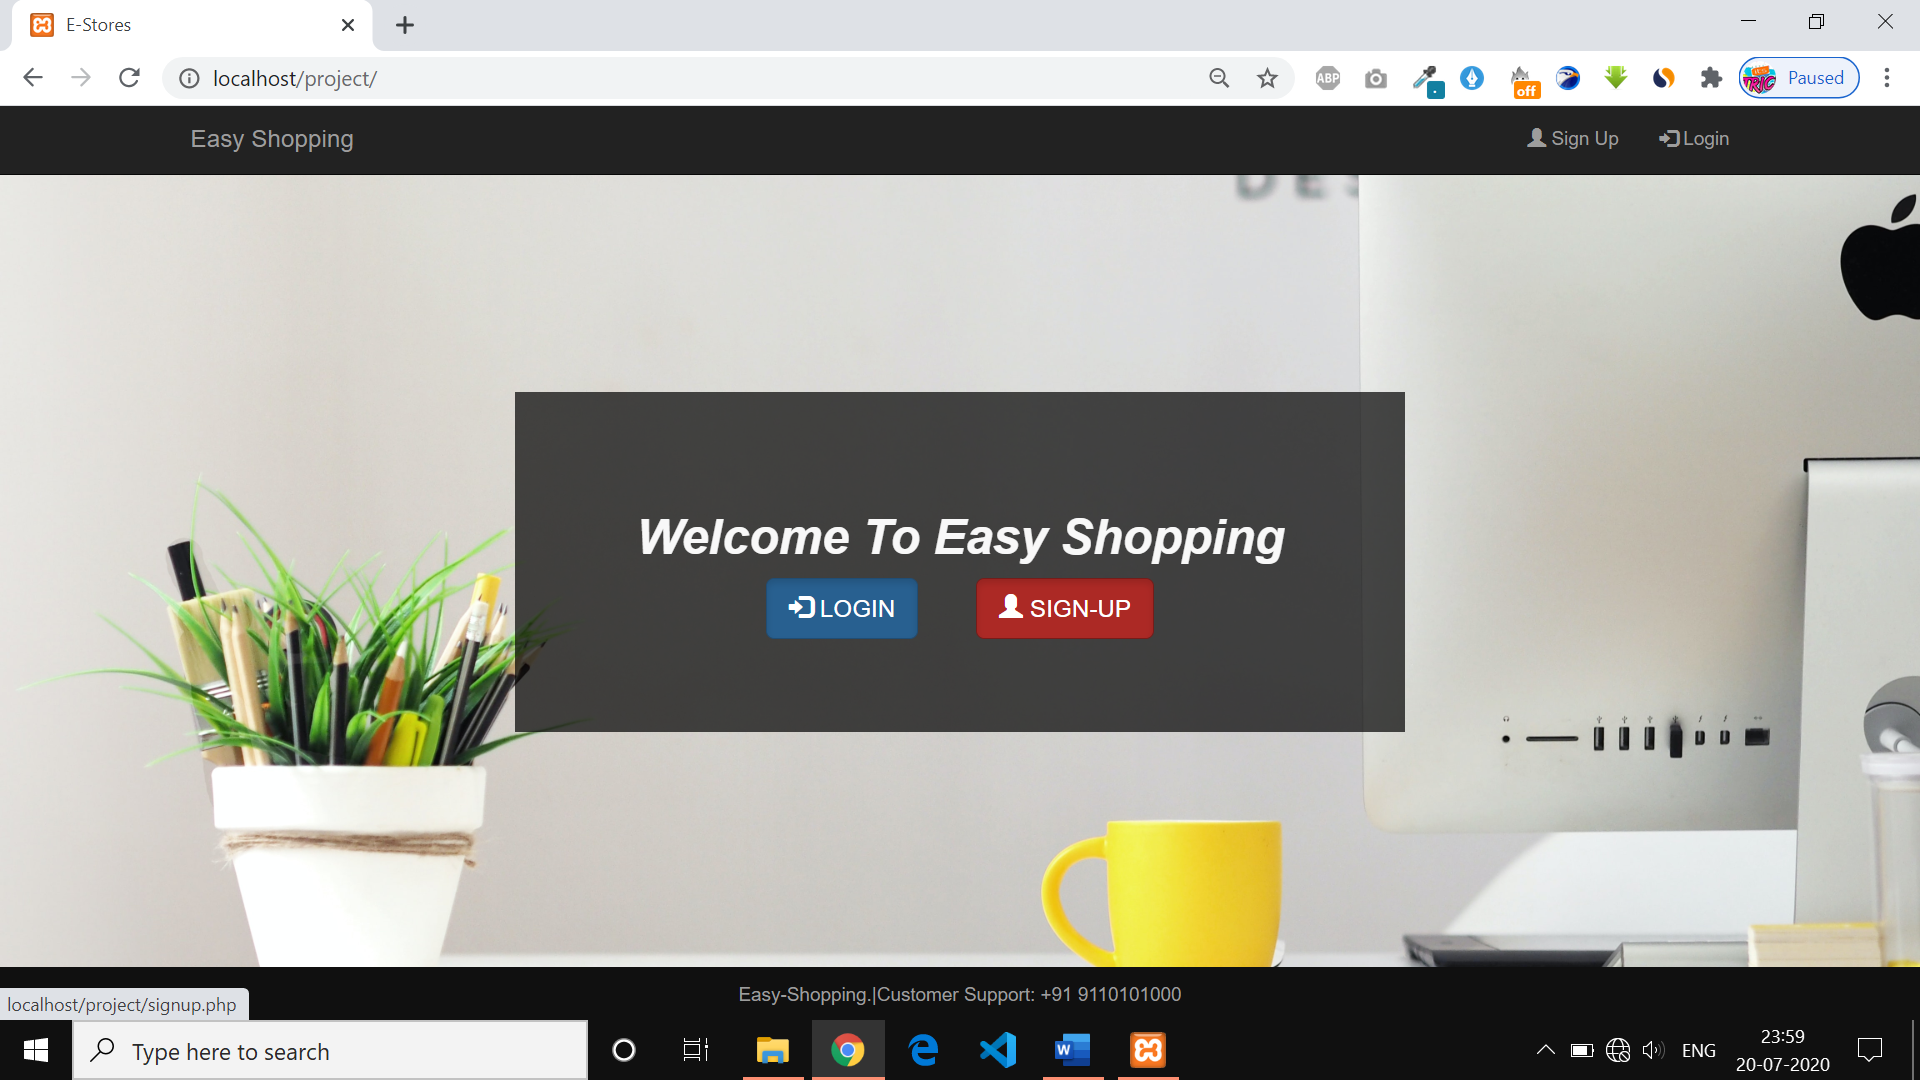 E-Stores
localhost/project/
ABP
off
Paused
Easy Shopping
Sign Up
Login
Welcome To Easy Shopping
LOGIN
SIGN-UP
Easy-Shopping.|Customer Support: +91 9110101000
localhost/project/signup.php
Type here to search
W
ENG
23:59
20-07-2020